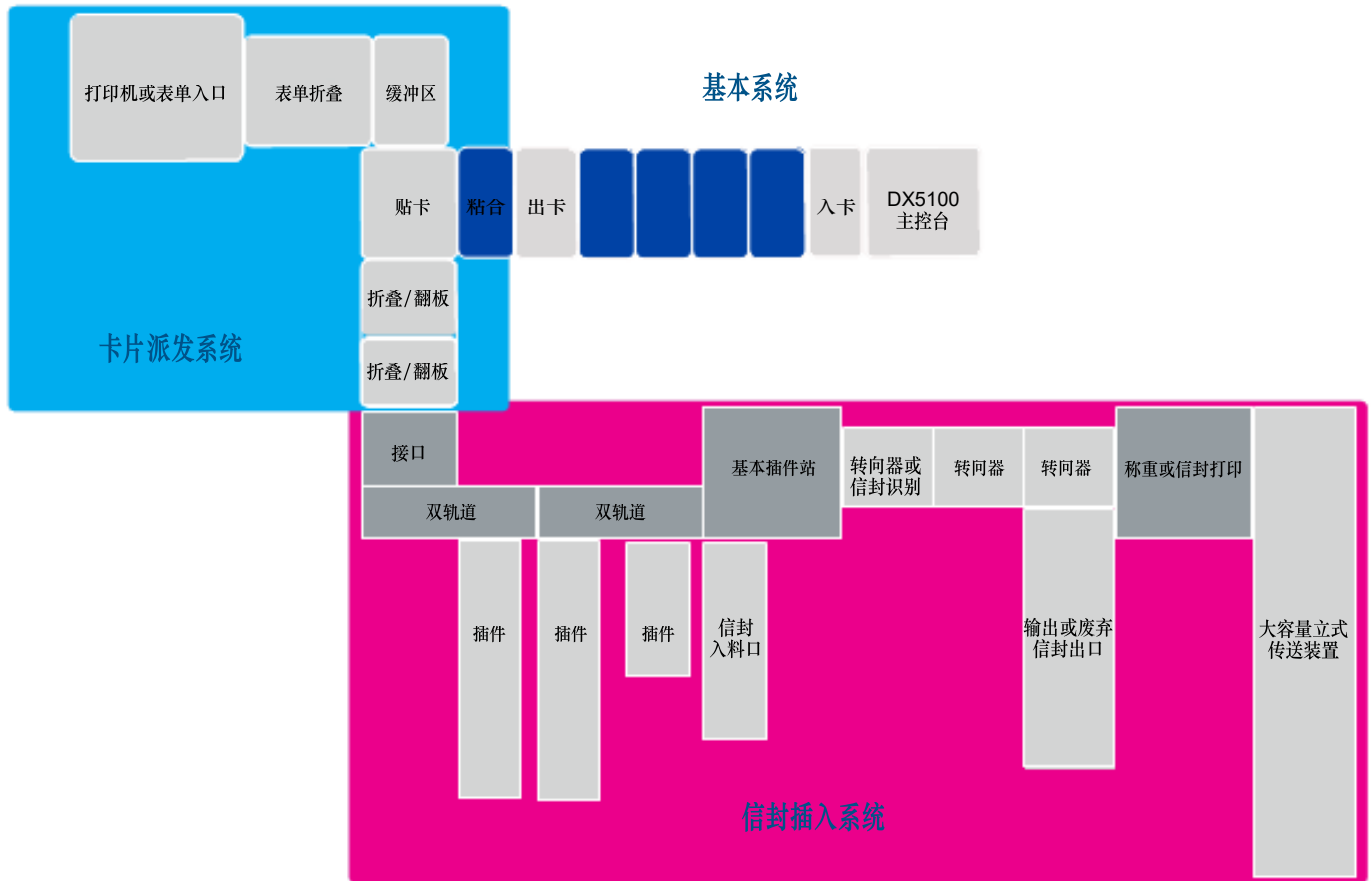 打印机或表单入口
表单折叠
缓冲区
基本系统
贴卡
粘合
出卡
入卡
DX5100
主控台
折叠/翻板
卡片派发系统
折叠/翻板
接口
双轨道
双轨道
基本插件站
转向器或
信封识别
转向器
转向器
称重或信封打印
插件
插件
插件
信封
入料口
输出或废弃
信封出口
大容量立式
传送装置
信封插入系统